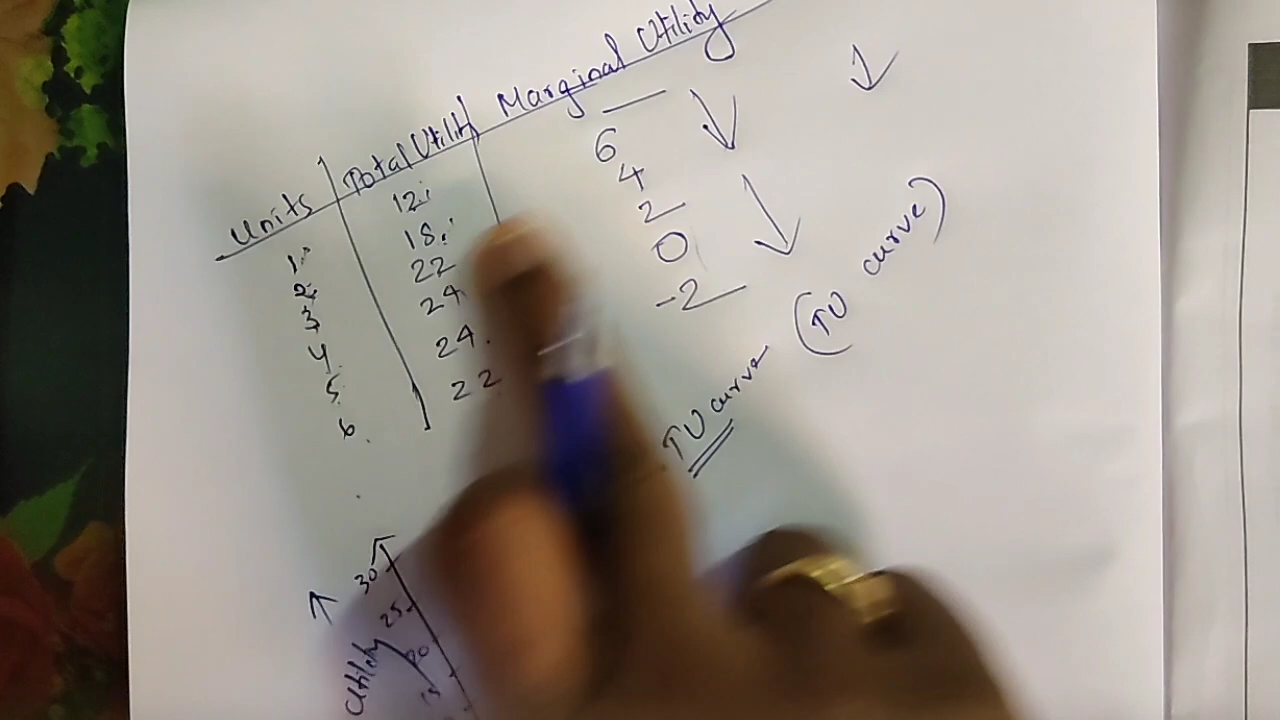 Units Total Utility Marginal Utility
1 12 —
2 18 6
3 22 4
4 24 2
5 24 0
6 22 -2
TU curve (TU curve)
30
25
20
15
Utility